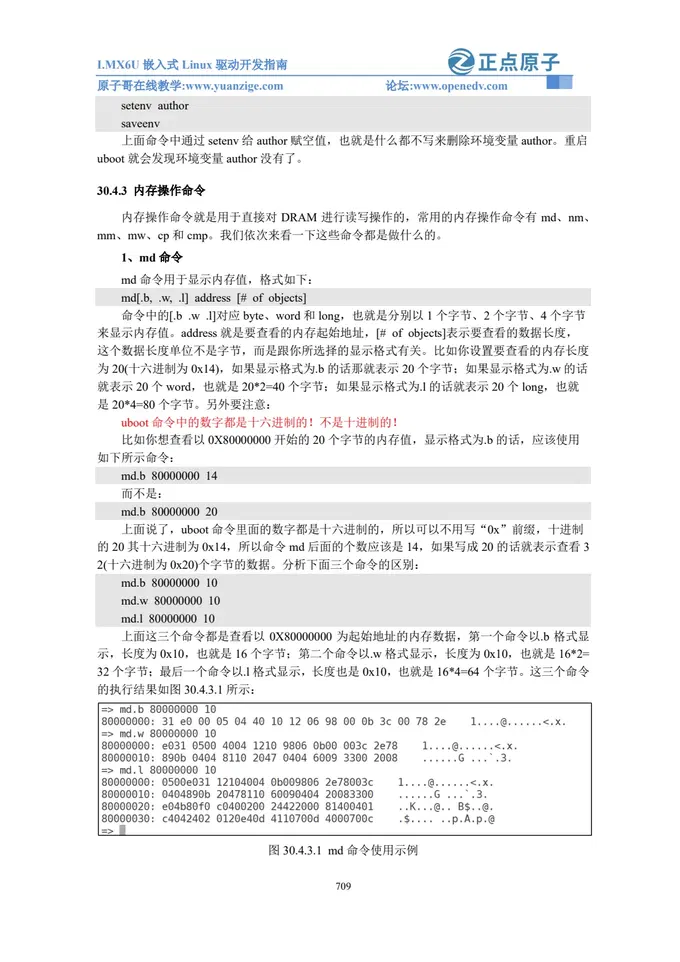 I.MX6U 嵌入式 Linux 驱动开发指南
正点原子
原子哥在线教学:www.yuanzige.com 论坛:www.openedv.com
setenv author
saveenv
上面命令中通过 setenv 给 author 赋空值，也就是什么都不写来删除环境变量 author。重启
uboot 就会发现环境变量 author 没有了。
30.4.3 内存操作命令
内存操作命令就是用于直接对 DRAM 进行读写操作的，常用的内存操作命令有 md、nm、
mm、mw、cp 和 cmp。我们依次来看一下这些命令都是做什么的。
1、md 命令
md 命令用于显示内存值，格式如下：
md[.b, .w, .l] address [# of objects]
命令中的[.b .w .l]对应 byte、word 和 long，也就是分别以 1 个字节、2 个字节、4 个字节
来显示内存值。address 就是要查看的内存起始地址，[# of objects]表示要查看的数据长度，
这个数据长度单位不是字节，而是跟你所选择的显示格式有关。比如你设置要查看的内存长度
为 20(十六进制为 0x14)，如果显示格式为.b 的话那就表示 20 个字节；如果显示格式为.w 的话
就表示 20 个 word，也就是 20*2=40 个字节；如果显示格式为.l 的话就表示 20 个 long，也就
是 20*4=80 个字节。另外要注意：
uboot 命令中的数字都是十六进制的！不是十进制的！
比如你想查看以 0X80000000 开始的 20 个字节的内存值，显示格式为.b 的话，应该使用
如下所示命令：
md.b 80000000 14
而不是：
md.b 80000000 20
上面说了，uboot 命令里面的数字都是十六进制的，所以可以不用写“0x”前缀，十进制
的 20 其十六进制为 0x14，所以命令 md 后面的个数应该是 14，如果写成 20 的话就表示查看 3
2(十六进制为 0x20)个字节的数据。分析下面三个命令的区别：
md.b 80000000 10
md.w 80000000 10
md.l 80000000 10
上面这三个命令都是查看以 0X80000000 为起始地址的内存数据，第一个命令以.b 格式显
示，长度为 0x10，也就是 16 个字节；第二个命令以.w 格式显示，长度为 0x10，也就是 16*2=
32 个字节；最后一个命令以.l 格式显示，长度也是 0x10，也就是 16*4=64 个字节。这三个命令
的执行结果如图 30.4.3.1 所示：
=> md.b 80000000 10
80000000: 31 e0 00 05 04 40 10 12 06 98 00 0b 3c 00 78 2e 1....@......<.x.
=> md.w 80000000 10
80000000: e031 0500 4004 1210 9806 0b00 003c 2e78 1....@......<.x.
80000010: 890b 0404 8110 2047 0404 6009 3300 2008 ......G ...`.3.
=> md.l 80000000 10
80000000: 0500e031 12104004 0b009806 2e78003c 1....@......<.x.
80000010: 0404890b 20478110 60090404 20083300 ......G ...`.3.
80000020: e04b80f0 c0400200 24422000 81400401 ..K...@.. B$..@.
80000030: c4042402 0120e40d 4110700d 4000700c .$.... ..p.A.p.@
=>
图 30.4.3.1 md 命令使用示例
709